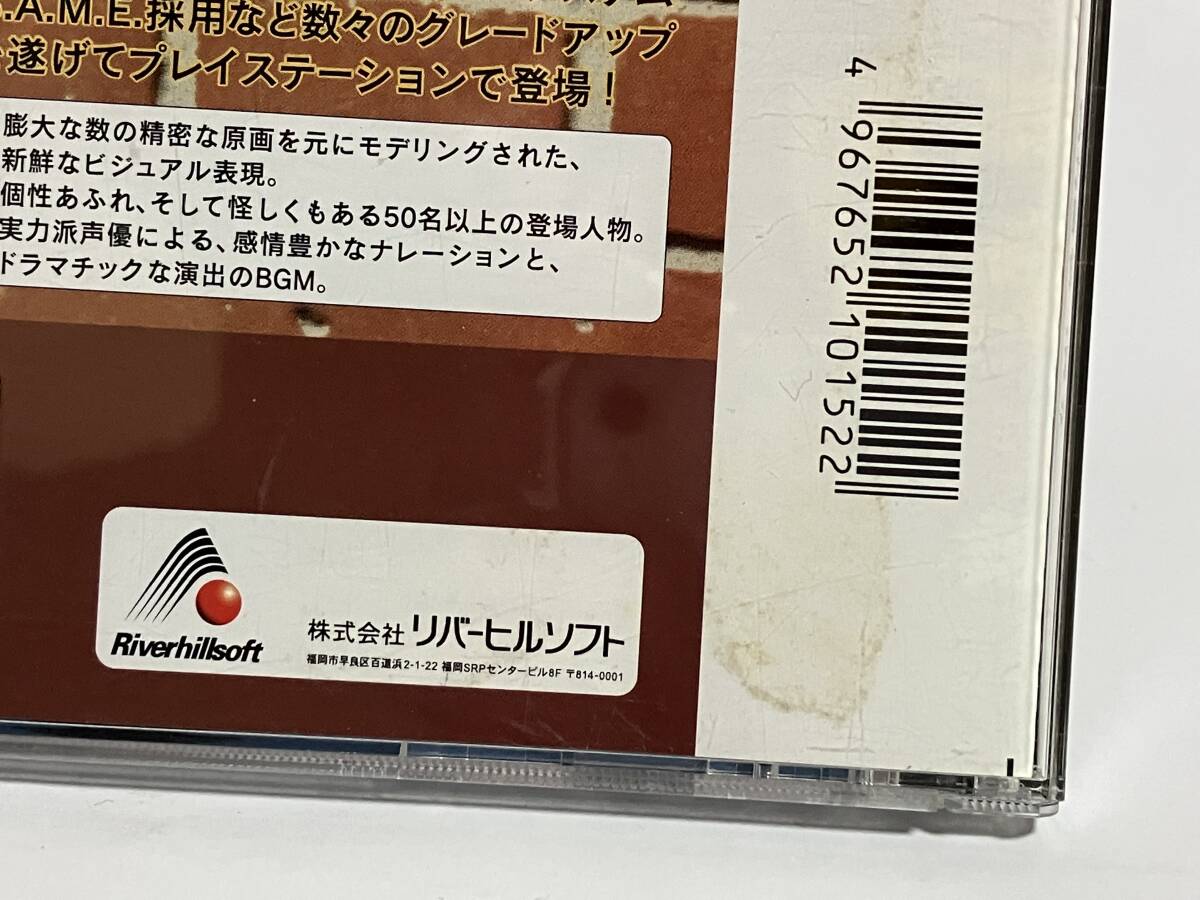 S.A.M.E.採用など数々のグレードアップ
遂げてプレイステーションで登場!
膨大な数の精密な原画を元にモデリングされた、
新鮮なビジュアル表現。
個性あふれ、そして怪しくもある50名以上の登場人物。
実力派声優による、感情豊かなナレーションと、
ドラマチックな演出のBGM。
4 967652 101522
Riverhillsoft
株式会社 リバーヒルソフト
福岡市早良区百道浜2-1-22 福岡SRPセンタービル8F 〒814-0001